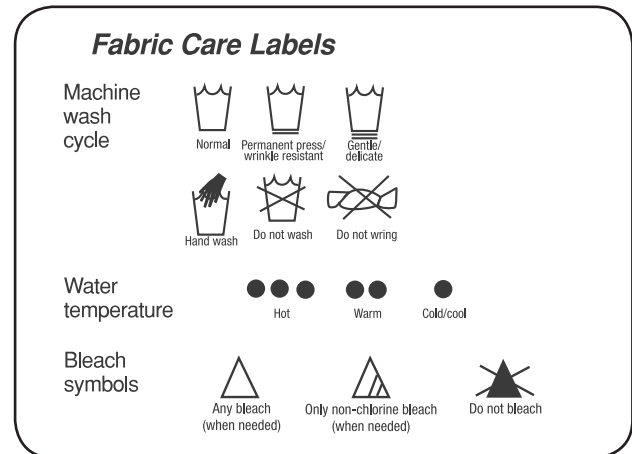 Fabric Care Labels
Machine
wash
cycle
Normal
Permanent press/
wrinkle resistant
Gentle/
delicate
Hand wash
Do not wash
Do not wring
Water
temperature
Hot
Warm
Cold/cool
Bleach
symbols
Any bleach
(when needed)
Only non-chlorine bleach
(when needed)
Do not bleach